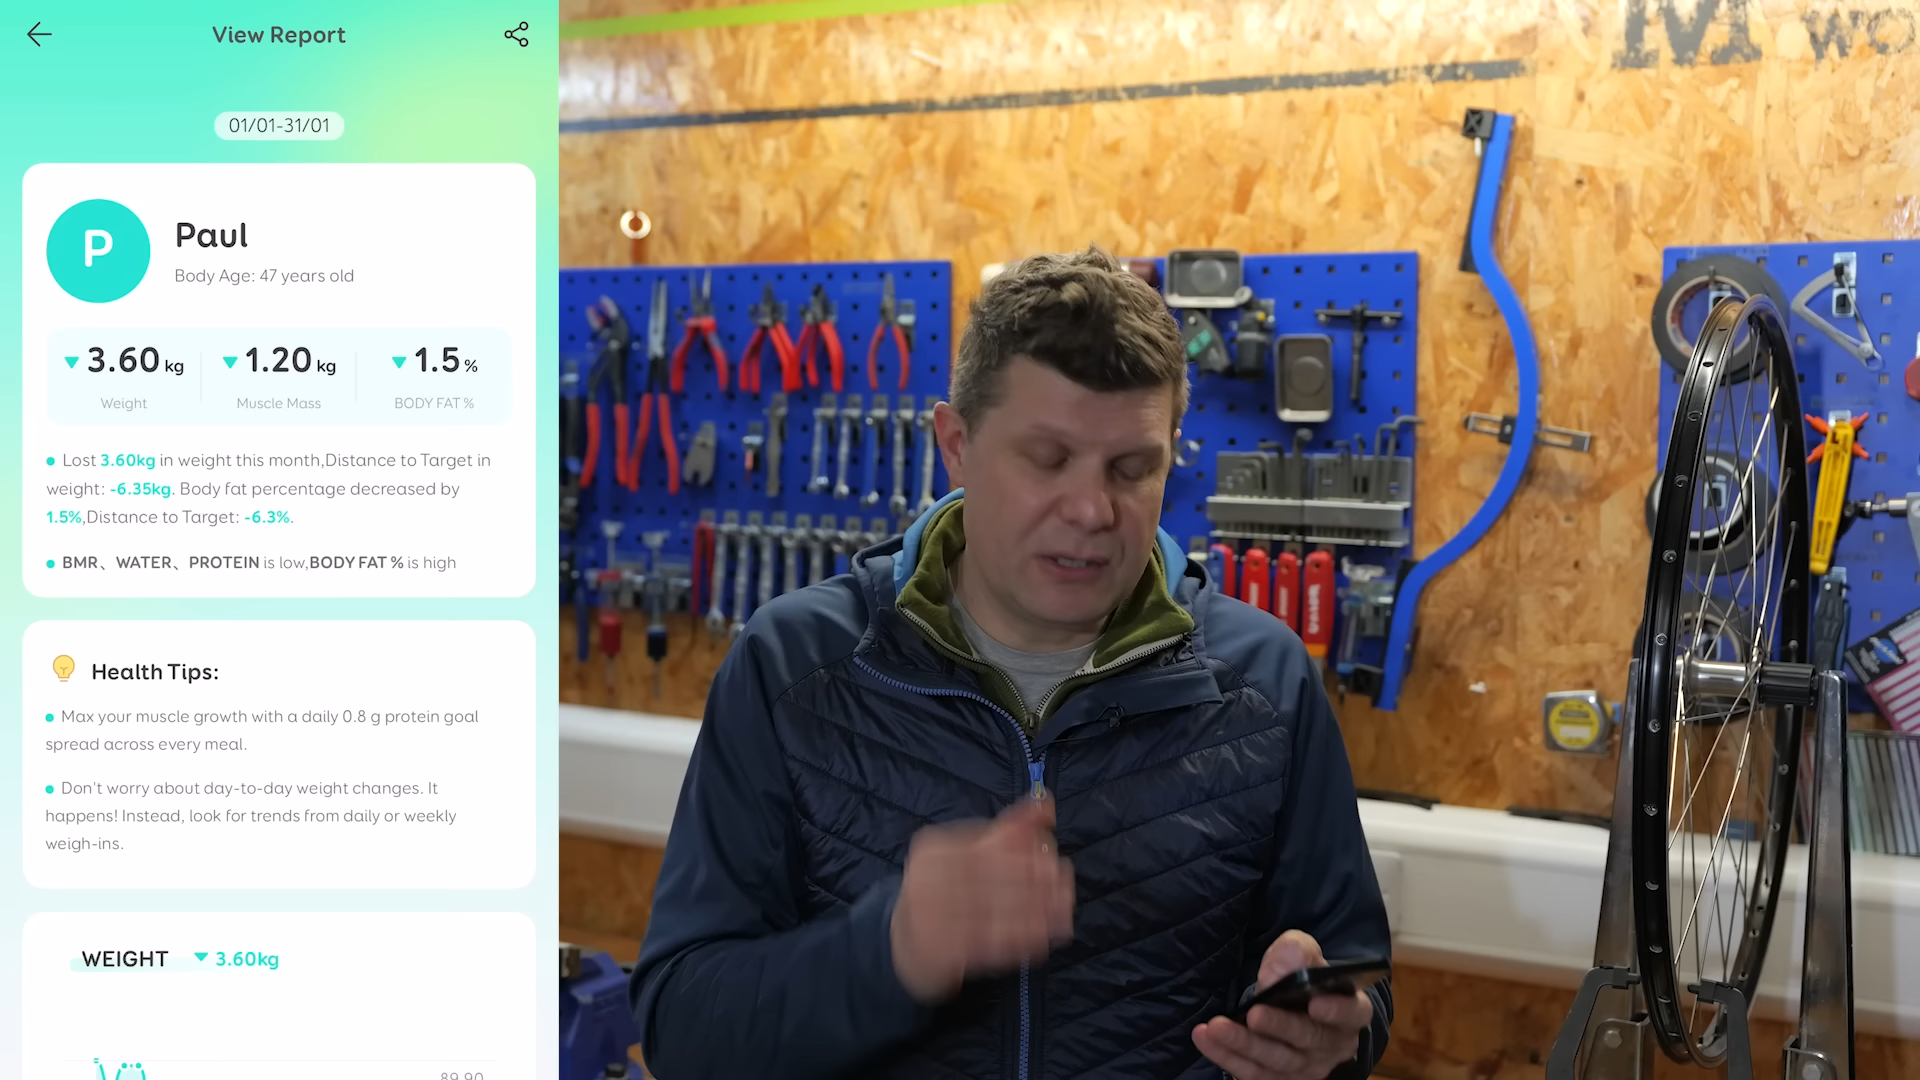 View Report
01/01-31/01
P
Paul
Body Age: 47 years old
3.60 kg
1.20 kg
1.5 %
Weight
Muscle Mass
BODY FAT %
Lost 3.60kg in weight this month,Distance to Target in
weight: -6.35kg. Body fat percentage decreased by
1.5%,Distance to Target: -6.3%.
BMR、WATER、PROTEIN is low,BODY FAT % is high
Health Tips:
Max your muscle growth with a daily 0.8 g protein goal
spread across every meal.
Don't worry about day-to-day weight changes. It
happens! Instead, look for trends from daily or weekly
weigh-ins.
WEIGHT
3.60kg
89.90
M WO